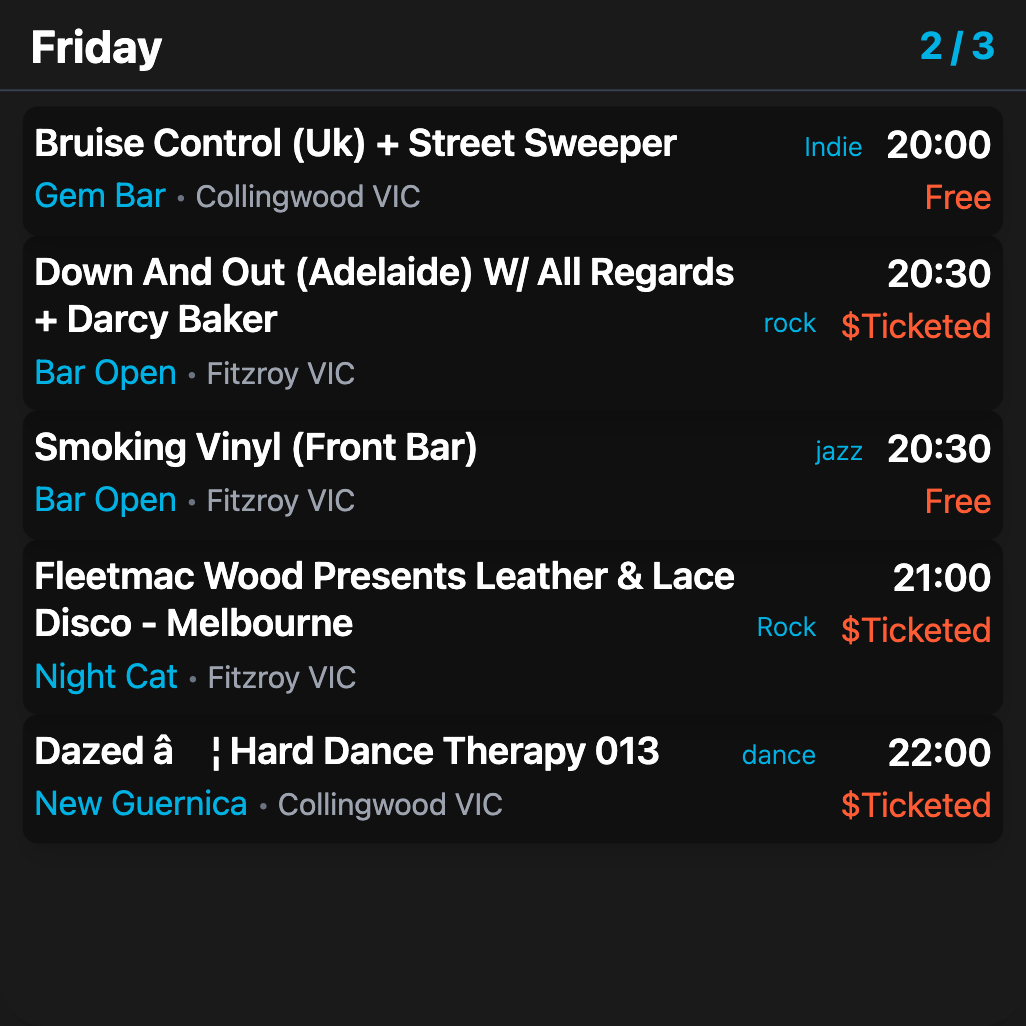 Friday 2 / 3
Bruise Control (Uk) + Street Sweeper Indie 20:00
Gem Bar • Collingwood VIC Free
Down And Out (Adelaide) W/ All Regards 20:30
+ Darcy Baker rock $Ticketed
Bar Open • Fitzroy VIC
Smoking Vinyl (Front Bar) jazz 20:30
Bar Open • Fitzroy VIC Free
Fleetmac Wood Presents Leather & Lace 21:00
Disco - Melbourne Rock $Ticketed
Night Cat • Fitzroy VIC
Dazed â ¦ Hard Dance Therapy 013 dance 22:00
New Guernica • Collingwood VIC $Ticketed